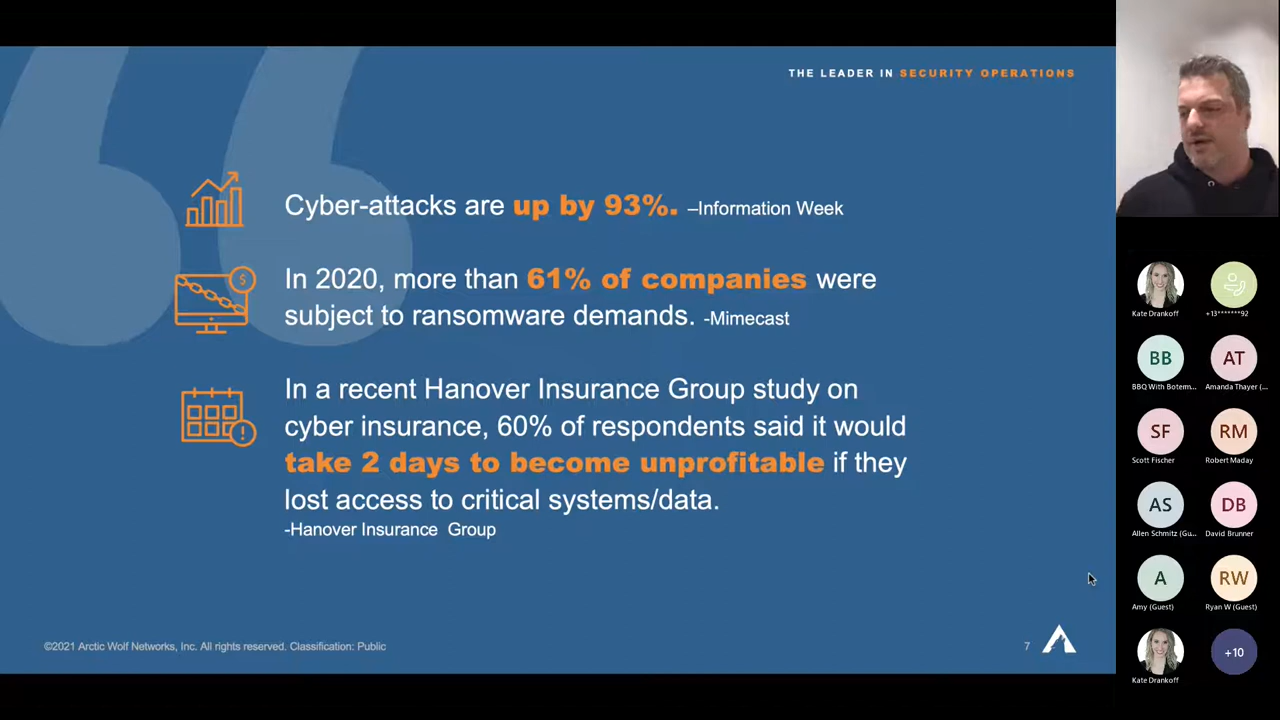 THE LEADER IN SECURITY OPERATIONS
Cyber-attacks are up by 93%. –Information Week
In 2020, more than 61% of companies were
subject to ransomware demands. -Mimecast
In a recent Hanover Insurance Group study on
cyber insurance, 60% of respondents said it would
take 2 days to become unprofitable if they
lost access to critical systems/data.
-Hanover Insurance Group
©2021 Arctic Wolf Networks, Inc. All rights reserved. Classification: Public
7
Kate Drankoff
+13*******92
BB
AT
BBQ With Boterm...
Amanda Thayer (...
SF
RM
Scott Fischer
Robert Maday
AS
DB
Allen Schmitz (Gu...
David Brunner
A
RW
Amy (Guest)
Ryan W (Guest)
+10
Kate Drankoff